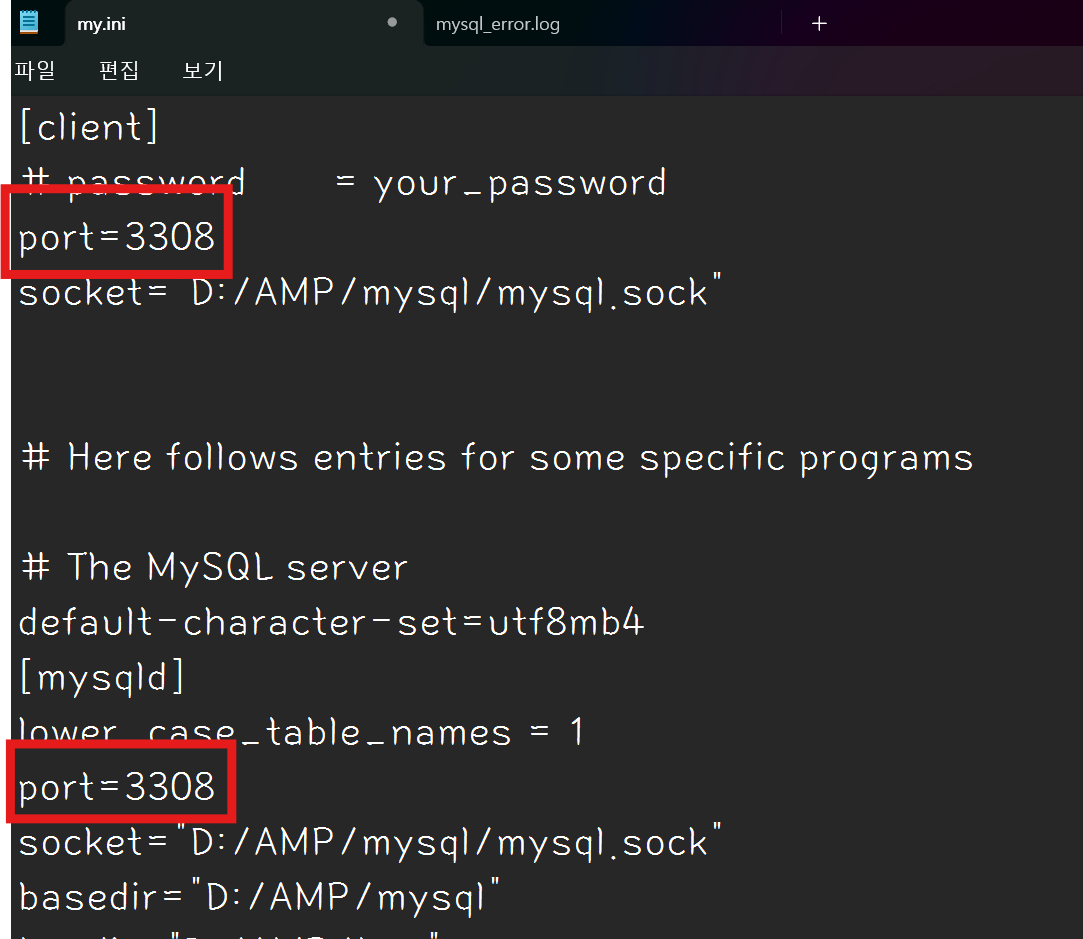 my.ini
mysql_error.log
파일 편집 보기
[client]
# password = your_password
port=3308
socket= D:/AMP/mysql/mysql.sock"
# Here follows entries for some specific programs
# The MySQL server
default-character-set=utf8mb4
[mysqld]
lower_case_table_names = 1
port=3308
socket="D:/AMP/mysql/mysql.sock"
basedir="D:/AMP/mysql"